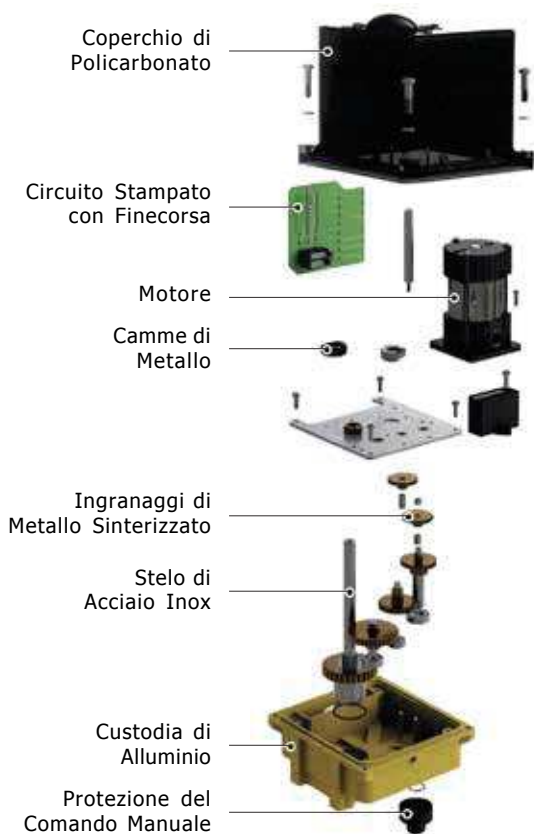 Coperchio di
Policarbonato
Circuito Stampato
con Finecorsa
Motore
Camme di
Metallo
Ingranaggi di
Metallo Sinterizzato
Stelo di
Acciaio Inox
Custodia di
Alluminio
Protezione del
Comando Manuale